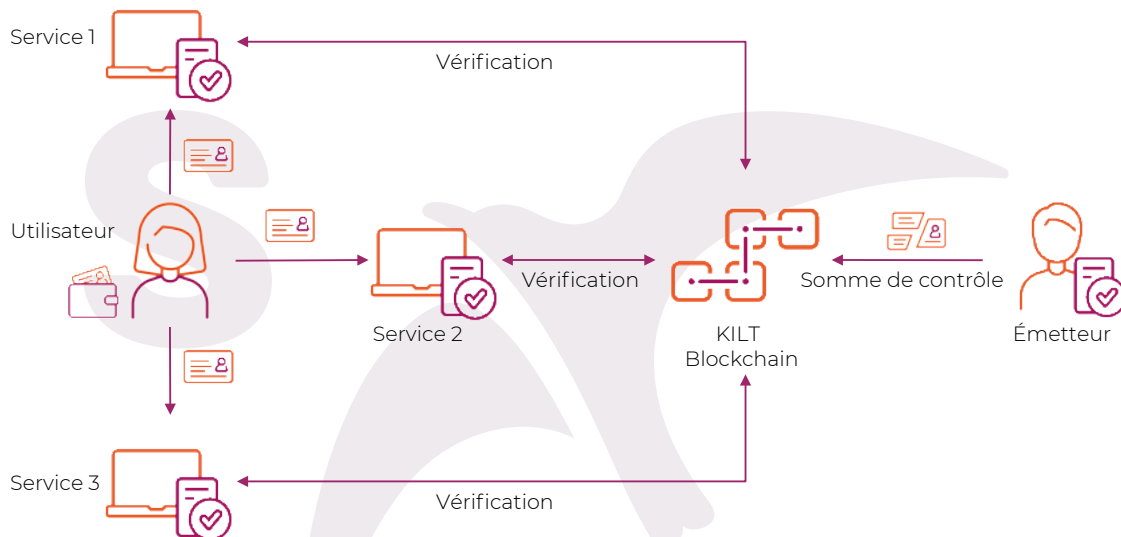 Service 1
Vérification
Utilisateur
Service 2
Vérification
KILT
Blockchain
Somme de contrôle
Émetteur
Service 3
Vérification